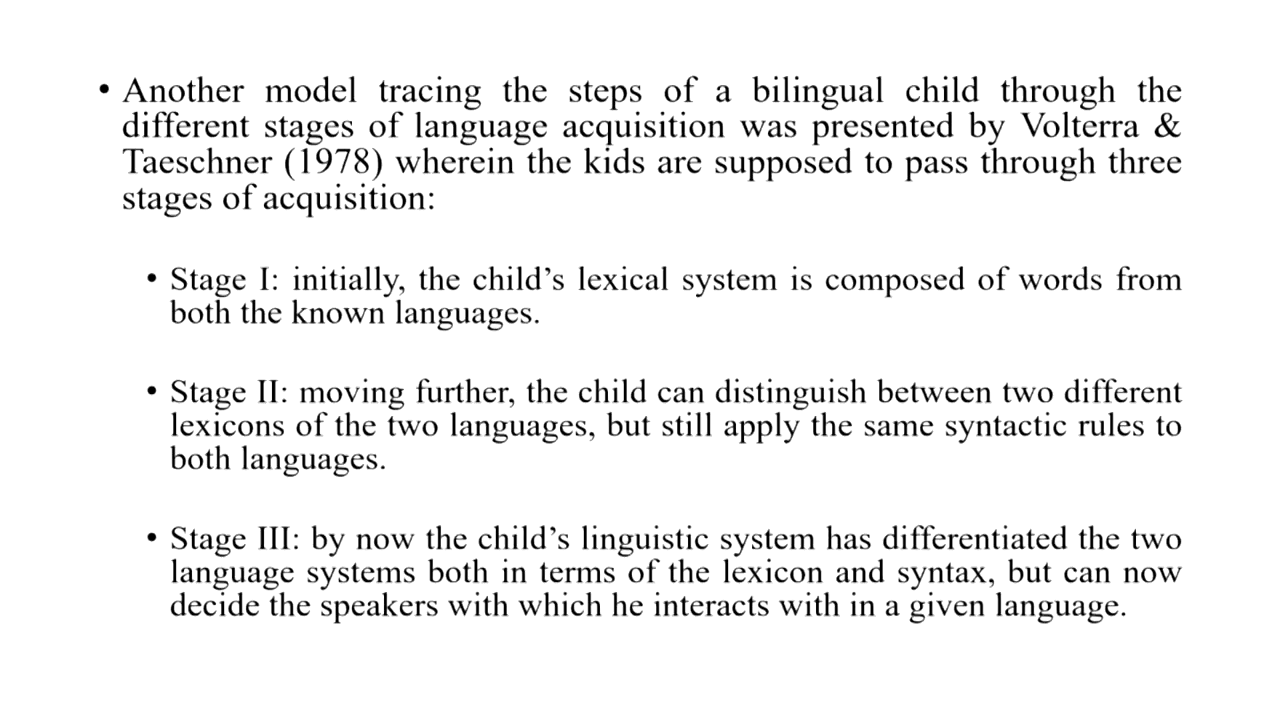 • Another model tracing the steps of a bilingual child through the
different stages of language acquisition was presented by Volterra &
Taeschner (1978) wherein the kids are supposed to pass through three
stages of acquisition:
• Stage I: initially, the child’s lexical system is composed of words from
both the known languages.
• Stage II: moving further, the child can distinguish between two different
lexicons of the two languages, but still apply the same syntactic rules to
both languages.
• Stage III: by now the child’s linguistic system has differentiated the two
language systems both in terms of the lexicon and syntax, but can now
decide the speakers with which he interacts with in a given language.